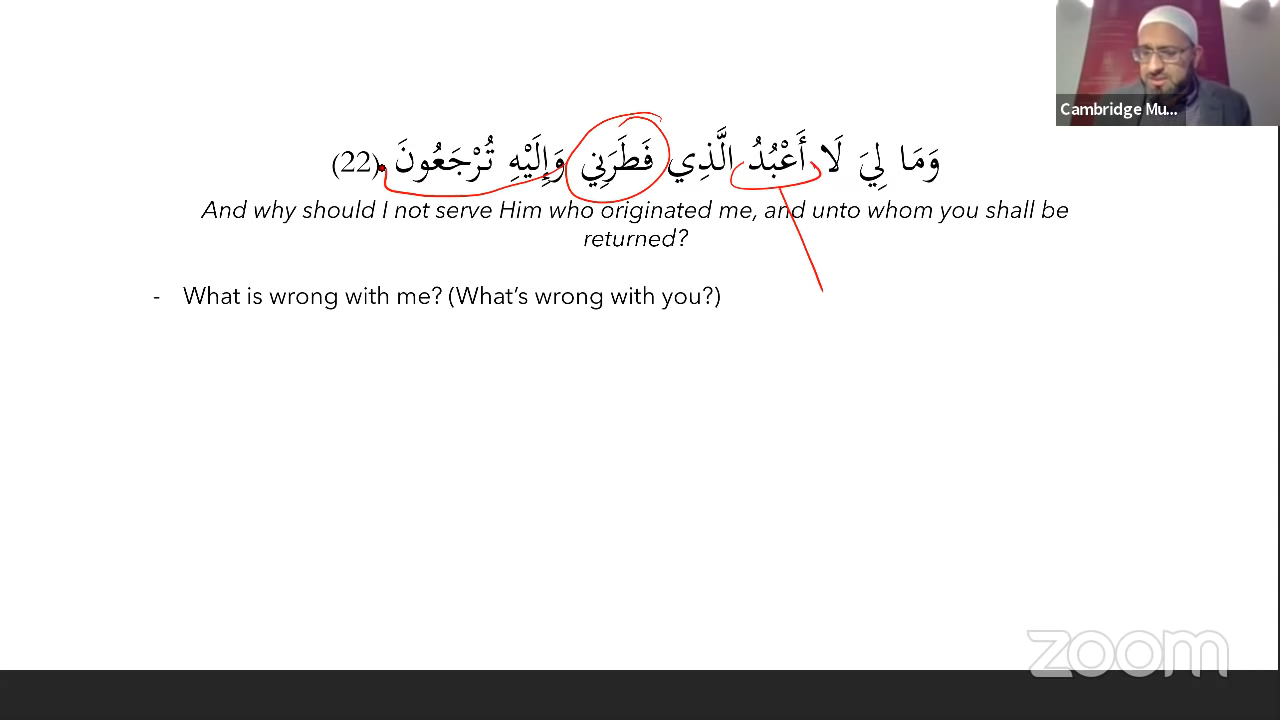 Cambridge Mu...
وَمَا لِيَ لَا أَعْبُدُ الَّذِي فَطَرَنِي وَإِلَيْهِ تُرْجَعُونَ (22)
And why should I not serve Him who originated me, and unto whom you shall be
returned?
- What is wrong with me? (What's wrong with you?)
zoom